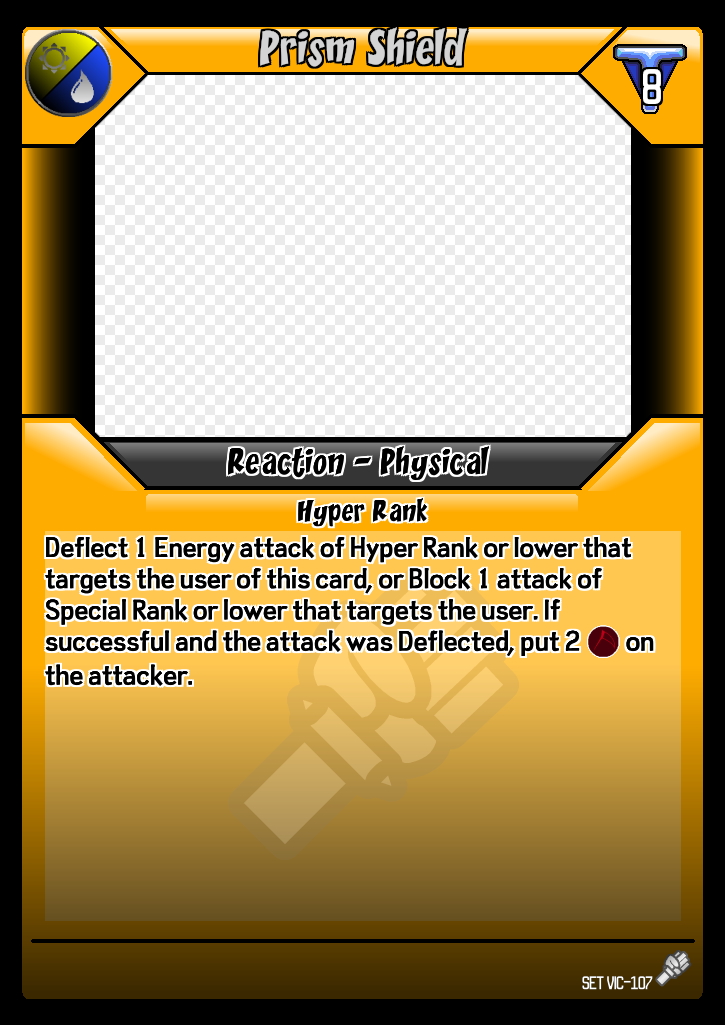 Prism Shield
8
Reaction - Physical
Hyper Rank
Deflect 1 Energy attack of Hyper Rank or lower that
targets the user of this card, or Block 1 attack of
Special Rank or lower that targets the user. If
successful and the attack was Deflected, put 2 on
the attacker.
SET VIC-107